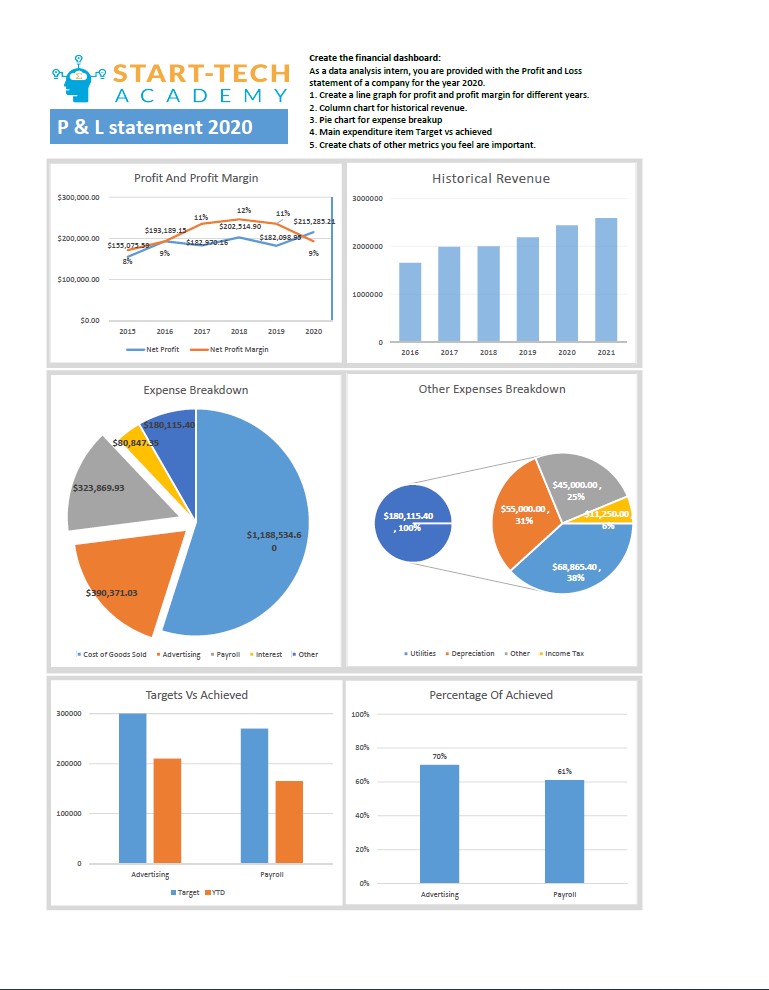 START-TECH
ACADEMY
P & L statement 2020
Create the financial dashboard:
As a data analysis intern, you are provided with the Profit and Loss
statement of a company for the year 2020.
1. Create a line graph for profit and profit margin for different years.
2. Column chart for historical revenue.
3. Pie chart for expense breakup
4. Main expenditure item Target vs achieved
5. Create chats of other metrics you feel are important.
Profit And Profit Margin
$300,000.00
$200,000.00
$100,000.00
$0.00
11%
12%
11%
$215,285.21
$193,189.15
$202,514.90
$155,075.58
$182,970.16
$182,098.95
8%
9%
9%
2015 2016 2017 2018 2019 2020
Net Profit Net Profit Margin
Historical Revenue
3000000
2000000
1000000
0
2016 2017 2018 2019 2020 2021
Expense Breakdown
$180,115.40
$80,847.35
$323,869.93
$1,188,534.6
0
$390,371.03
Cost of Goods Sold Advertising Payroll Interest Other
Other Expenses Breakdown
$180,115.40
, 100%
$45,000.00 ,
25%
$55,000.00 ,
31%
$11,250.00
6%
$68,865.40 ,
38%
Utilities Depreciation Other Income Tax
Targets Vs Achieved
300000
200000
100000
0
Advertising Payroll
Target YTD
Percentage Of Achieved
100%
80%
60%
40%
20%
0%
70%
61%
Advertising Payroll